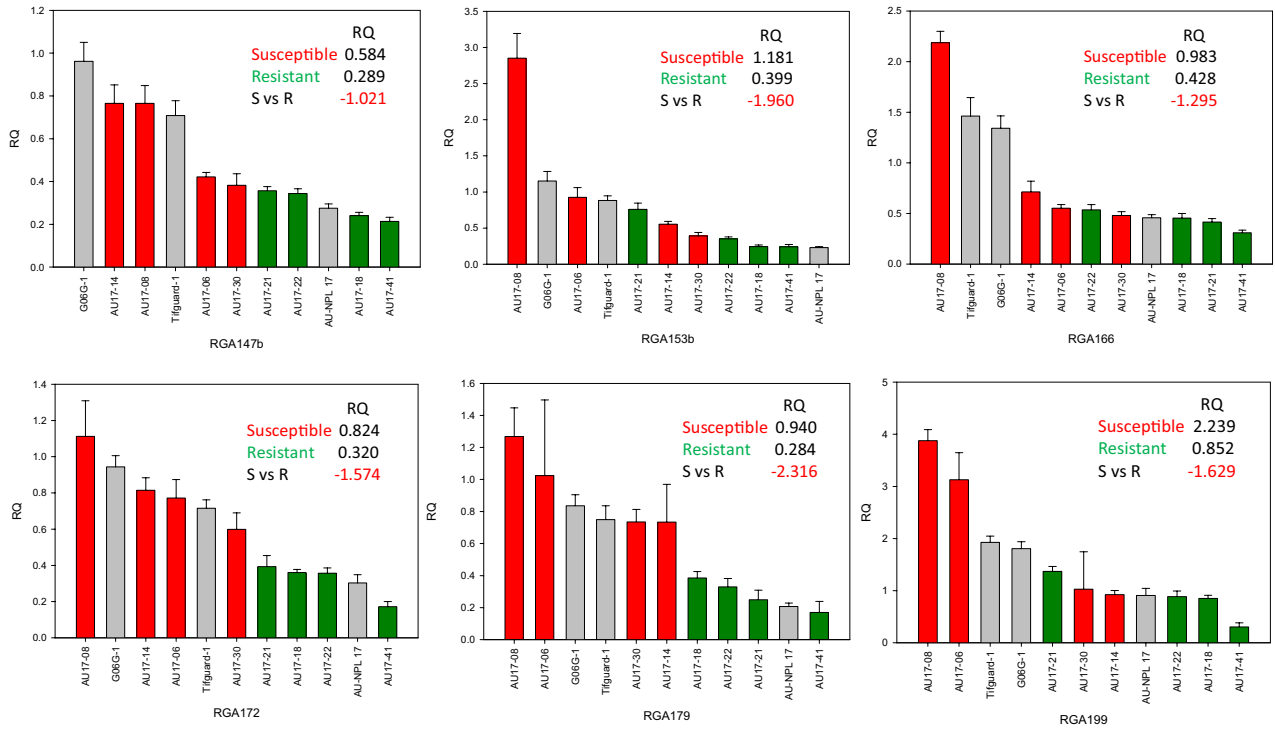 1.2
1.0
0.8
0.6
0.4
0.2
0.0
RQ
RQ
Susceptible 0.584
Resistant 0.289
S vs R -1.021
G06G-1
AU17-14
AU17-08
Tifguard-1
AU17-06
AU17-30
AU17-21
AU17-22
AU-NPL 17
AU17-18
AU17-41
RGA147b
3.5
3.0
2.5
2.0
1.5
1.0
0.5
0.0
RQ
RQ
Susceptible 1.181
Resistant 0.399
S vs R -1.960
AU17-08
G06G-1
AU17-06
Tifguard-1
AU17-21
AU17-14
AU17-30
AU17-22
AU17-18
AU17-41
AU-NPL 17
RGA153b
2.5
2.0
1.5
1.0
0.5
0.0
RQ
RQ
Susceptible 0.983
Resistant 0.428
S vs R -1.295
AU17-08
Tifguard-1
G06G-1
AU17-14
AU17-06
AU17-22
AU17-30
AU-NPL 17
AU17-18
AU17-21
AU17-41
RGA166
1.4
1.2
1.0
0.8
0.6
0.4
0.2
0.0
RQ
RQ
Susceptible 0.824
Resistant 0.320
S vs R -1.574
AU17-08
G06G-1
AU17-14
AU17-06
Tifguard-1
AU17-30
AU17-21
AU17-18
AU17-22
AU-NPL 17
AU17-41
RGA172
1.6
1.4
1.2
1.0
0.8
0.6
0.4
0.2
0.0
RQ
RQ
Susceptible 0.940
Resistant 0.284
S vs R -2.316
AU17-08
AU17-06
G06G-1
Tifguard-1
AU17-30
AU17-14
AU17-18
AU17-22
AU17-21
AU-NPL 17
AU17-41
RGA179
5
4
3
2
1
0
RQ
RQ
Susceptible 2.239
Resistant 0.852
S vs R -1.629
AU17-08
AU17-06
Tifguard-1
G06G-1
AU17-21
AU17-30
AU17-14
AU-NPL 17
AU17-22
AU17-18
AU17-41
RGA199